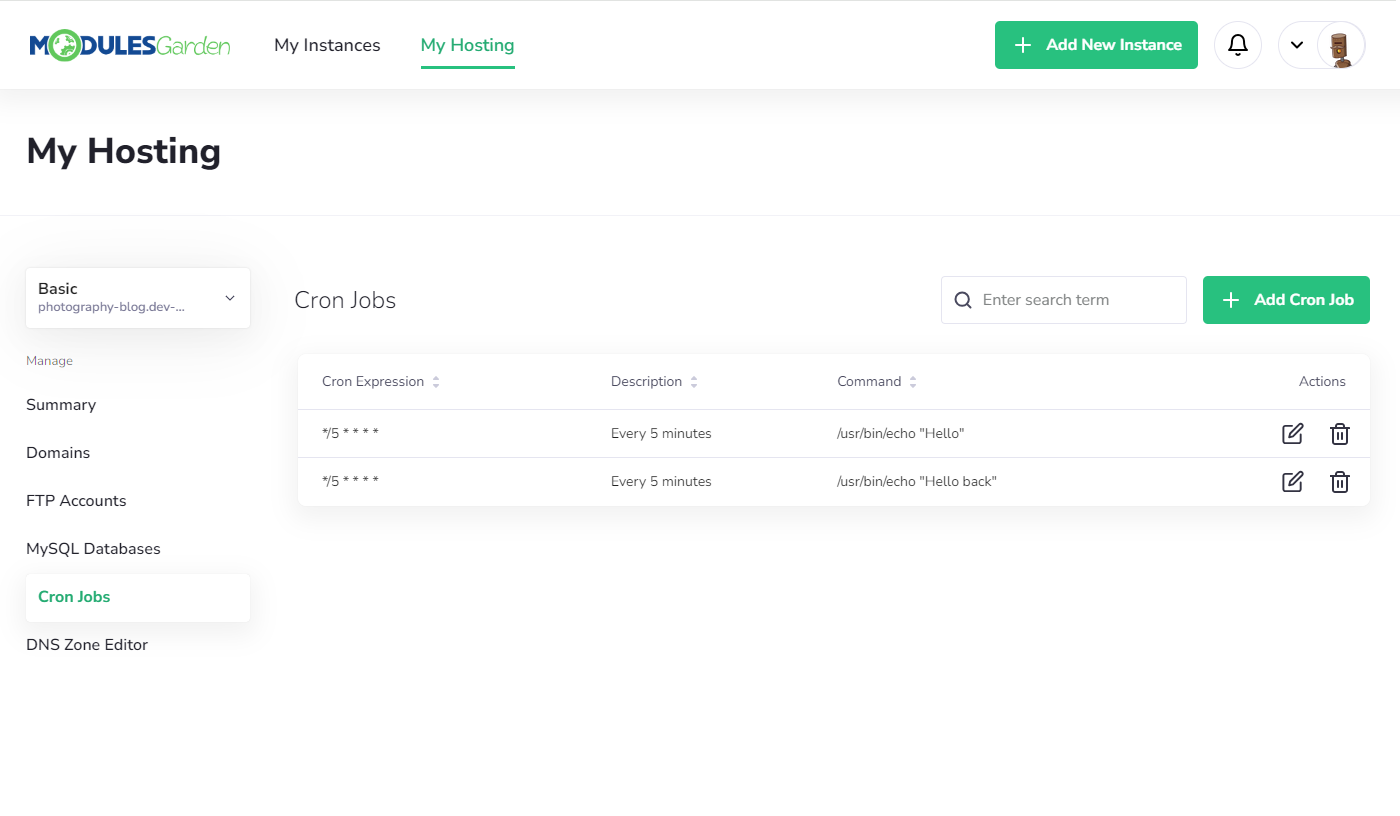 MODULESGarden
My Instances
My Hosting
Add New Instance
My Hosting
Basic
photography-blog.dev-...
Manage
Summary
Domains
FTP Accounts
MySQL Databases
Cron Jobs
DNS Zone Editor
Cron Jobs
Enter search term
Add Cron Job
Cron Expression Description Command Actions
*/5 * * * * Every 5 minutes /usr/bin/echo "Hello"
*/5 * * * * Every 5 minutes /usr/bin/echo "Hello back"